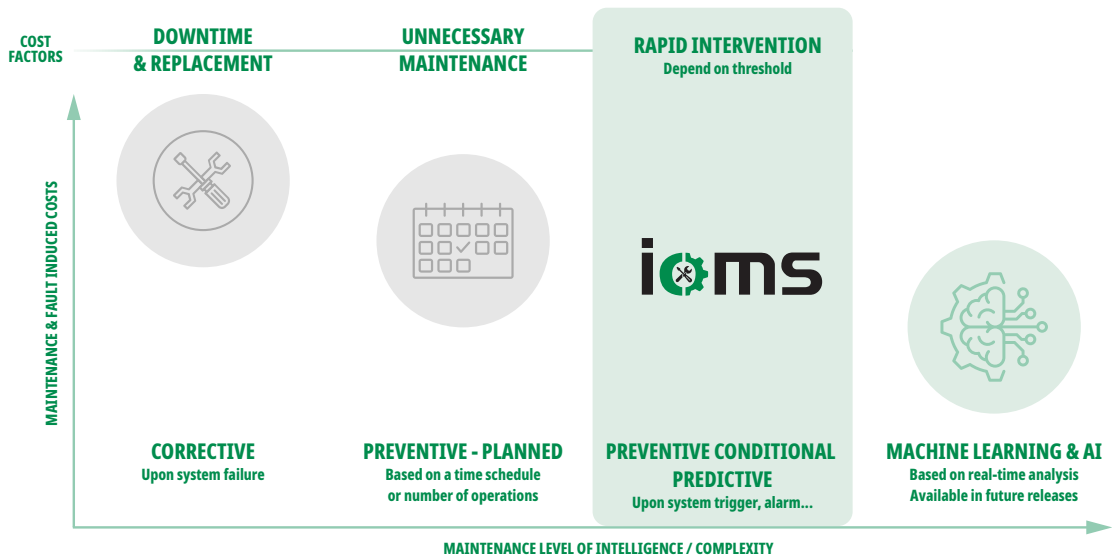 COST
FACTORS
DOWNTIME
& REPLACEMENT
UNNECESSARY
MAINTENANCE
RAPID INTERVENTION
Depend on threshold
MAINTENANCE & FAULT INDUCED COSTS
ioms
CORRECTIVE
Upon system failure
PREVENTIVE - PLANNED
Based on a time schedule
or number of operations
PREVENTIVE CONDITIONAL
PREDICTIVE
Upon system trigger, alarm...
MACHINE LEARNING & AI
Based on real-time analysis
Available in future releases
MAINTENANCE LEVEL OF INTELLIGENCE / COMPLEXITY